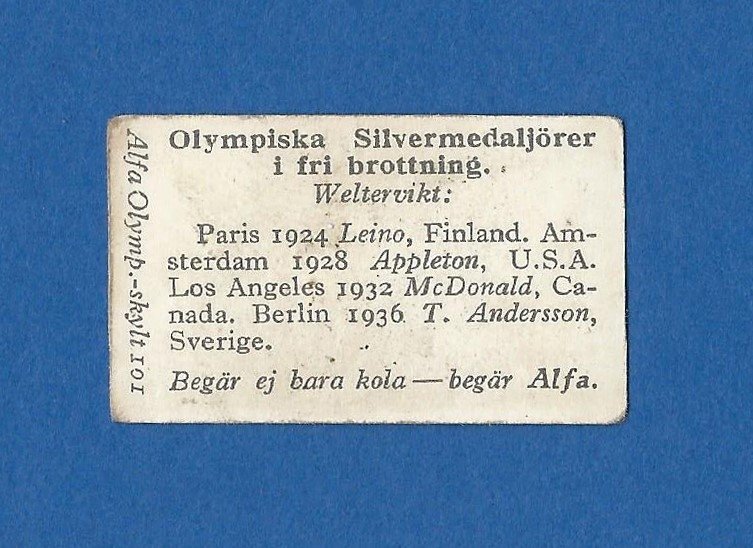 Olympiska Silvermedaljörer
i fri brottning.
Weltervikt:
Paris 1924 Leino, Finland. Am-
sterdam 1928 Appleton, U.S.A.
Los Angeles 1932 McDonald, Ca-
nada. Berlin 1936 T. Andersson,
Sverige.
Begär ej bara kola — begär Alfa.
Alfa Olymp.-skylt 101